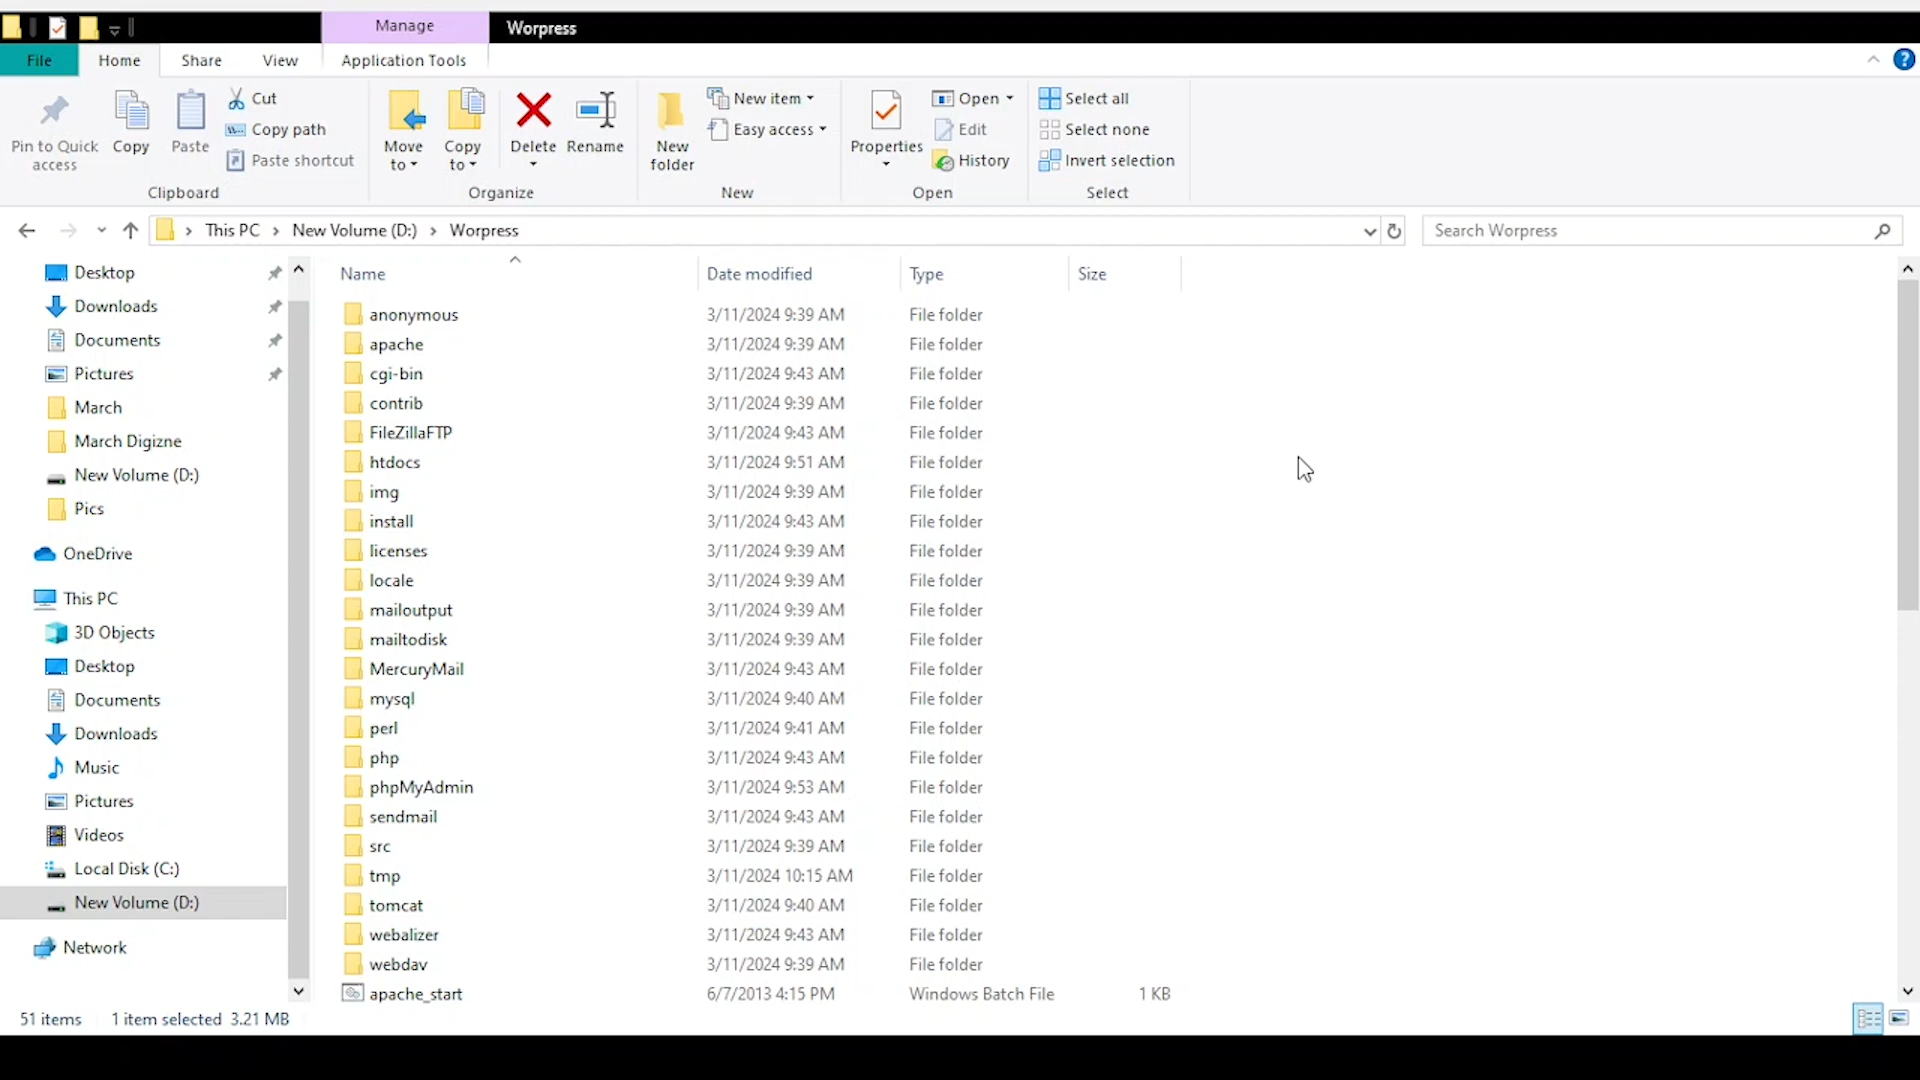 Manage
Worpress
File
Home
Share
View
Application Tools
?
Pin to Quick
access
Copy
Paste
Cut
Copy path
Paste shortcut
Clipboard
Move
to
Copy
to
Delete
Rename
Organize
New
folder
New item
Easy access
New
Properties
Open
Edit
History
Open
Select all
Select none
Invert selection
Select
This PC > New Volume (D:) > Worpress
Search Worpress
Desktop
Downloads
Documents
Pictures
March
March Digizne
New Volume (D:)
Pics
OneDrive
This PC
3D Objects
Desktop
Documents
Downloads
Music
Pictures
Videos
Local Disk (C:)
New Volume (D:)
Network
Name Date modified Type Size
anonymous 3/11/2024 9:39 AM File folder
apache 3/11/2024 9:39 AM File folder
cgi-bin 3/11/2024 9:43 AM File folder
contrib 3/11/2024 9:39 AM File folder
FileZillaFTP 3/11/2024 9:43 AM File folder
htdocs 3/11/2024 9:51 AM File folder
img 3/11/2024 9:39 AM File folder
install 3/11/2024 9:43 AM File folder
licenses 3/11/2024 9:39 AM File folder
locale 3/11/2024 9:39 AM File folder
mailoutput 3/11/2024 9:39 AM File folder
mailtodisk 3/11/2024 9:39 AM File folder
MercuryMail 3/11/2024 9:43 AM File folder
mysql 3/11/2024 9:40 AM File folder
perl 3/11/2024 9:41 AM File folder
php 3/11/2024 9:43 AM File folder
phpMyAdmin 3/11/2024 9:53 AM File folder
sendmail 3/11/2024 9:43 AM File folder
src 3/11/2024 9:39 AM File folder
tmp 3/11/2024 10:15 AM File folder
tomcat 3/11/2024 9:40 AM File folder
webalizer 3/11/2024 9:43 AM File folder
webdav 3/11/2024 9:39 AM File folder
apache_start 6/7/2013 4:15 PM Windows Batch File 1 KB
51 items 1 item selected 3.21 MB